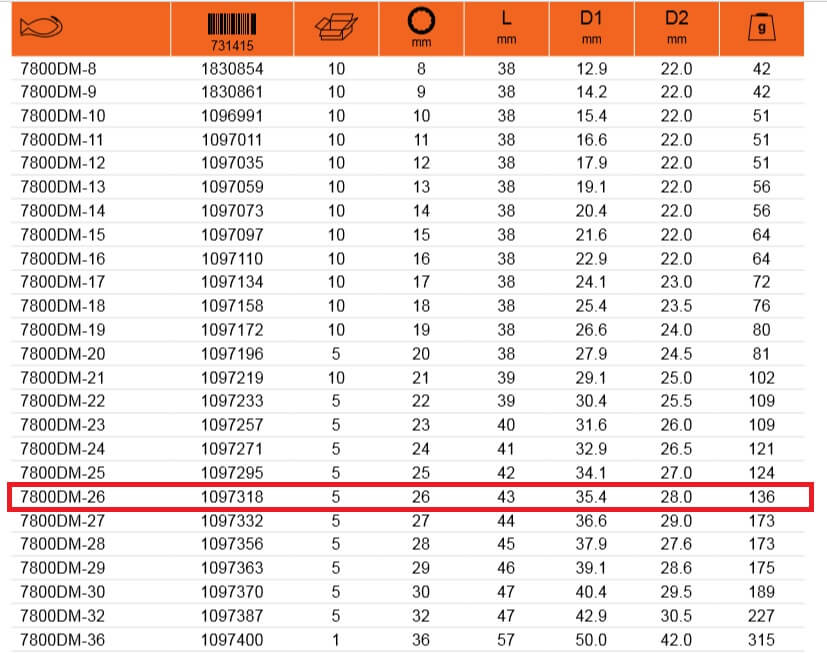 731415 mm L mm D1 mm D2 mm g
7800DM-8 1830854 10 8 38 12.9 22.0 42
7800DM-9 1830861 10 9 38 14.2 22.0 42
7800DM-10 1096991 10 10 38 15.4 22.0 51
7800DM-11 1097011 10 11 38 16.6 22.0 51
7800DM-12 1097035 10 12 38 17.9 22.0 51
7800DM-13 1097059 10 13 38 19.1 22.0 56
7800DM-14 1097073 10 14 38 20.4 22.0 56
7800DM-15 1097097 10 15 38 21.6 22.0 64
7800DM-16 1097110 10 16 38 22.9 22.0 64
7800DM-17 1097134 10 17 38 24.1 23.0 72
7800DM-18 1097158 10 18 38 25.4 23.5 76
7800DM-19 1097172 10 19 38 26.6 24.0 80
7800DM-20 1097196 5 20 38 27.9 24.5 81
7800DM-21 1097219 10 21 39 29.1 25.0 102
7800DM-22 1097233 5 22 39 30.4 25.5 109
7800DM-23 1097257 5 23 40 31.6 26.0 109
7800DM-24 1097271 5 24 41 32.9 26.5 121
7800DM-25 1097295 5 25 42 34.1 27.0 124
7800DM-26 1097318 5 26 43 35.4 28.0 136
7800DM-27 1097332 5 27 44 36.6 29.0 173
7800DM-28 1097356 5 28 45 37.9 27.6 173
7800DM-29 1097363 5 29 46 39.1 28.6 175
7800DM-30 1097370 5 30 47 40.4 29.5 189
7800DM-32 1097387 5 32 47 42.9 30.5 227
7800DM-36 1097400 1 36 57 50.0 42.0 315